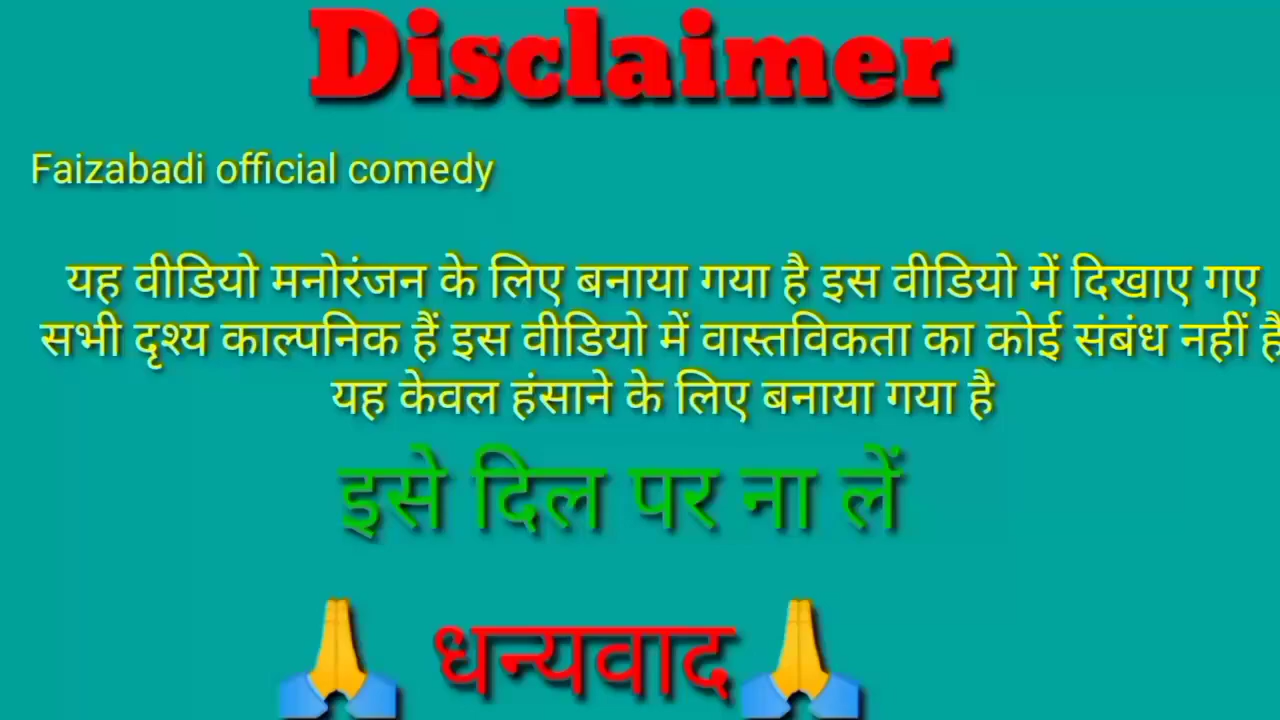 Disclaimer
Faizabadi official comedy
यह वीडियो मनोरंजन के लिए बनाया गया है इस वीडियो में दिखाए गए
सभी दृश्य काल्पनिक हैं इस वीडियो में वास्तविकता का कोई संबंध नहीं है
यह केवल हंसाने के लिए बनाया गया है
इसे दिल पर ना लें
🙏 धन्यवाद🙏